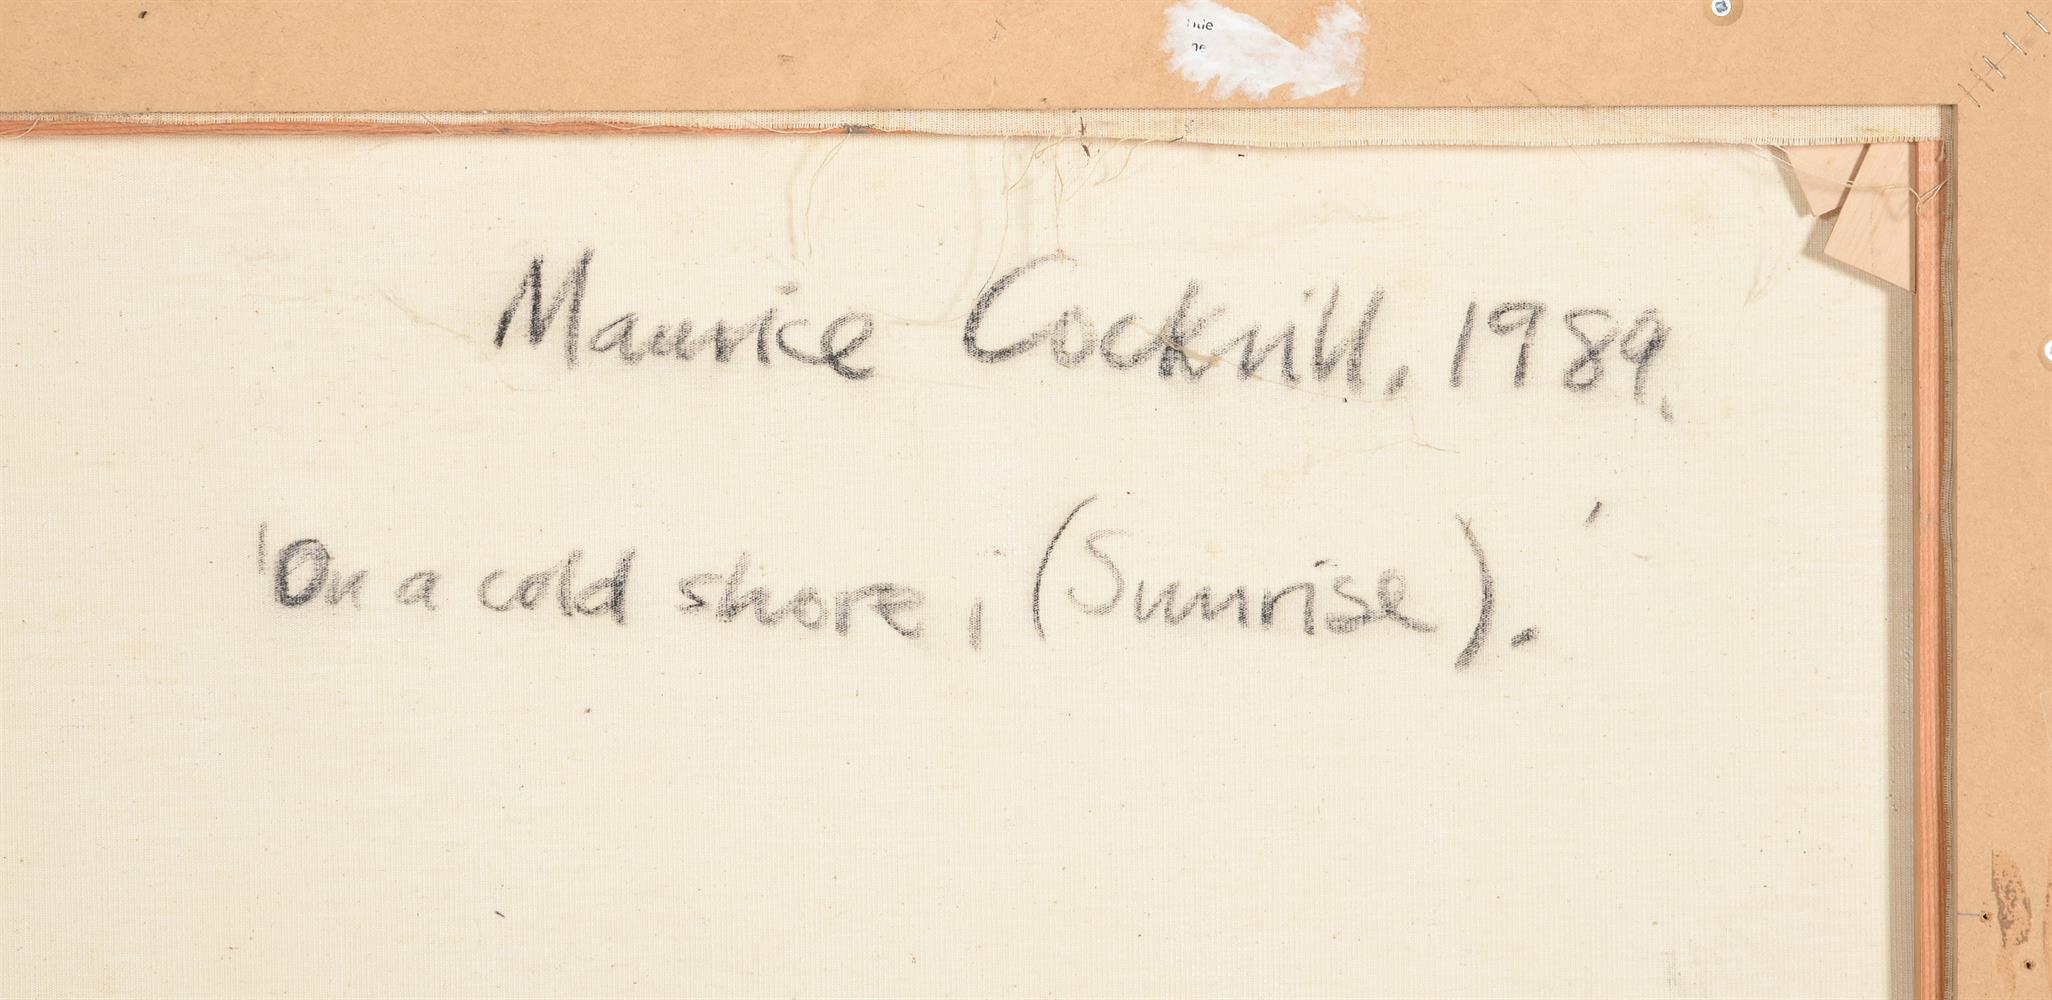 Maurice Cockrill, 1989.
'On a cold shore, (Sunrise).'